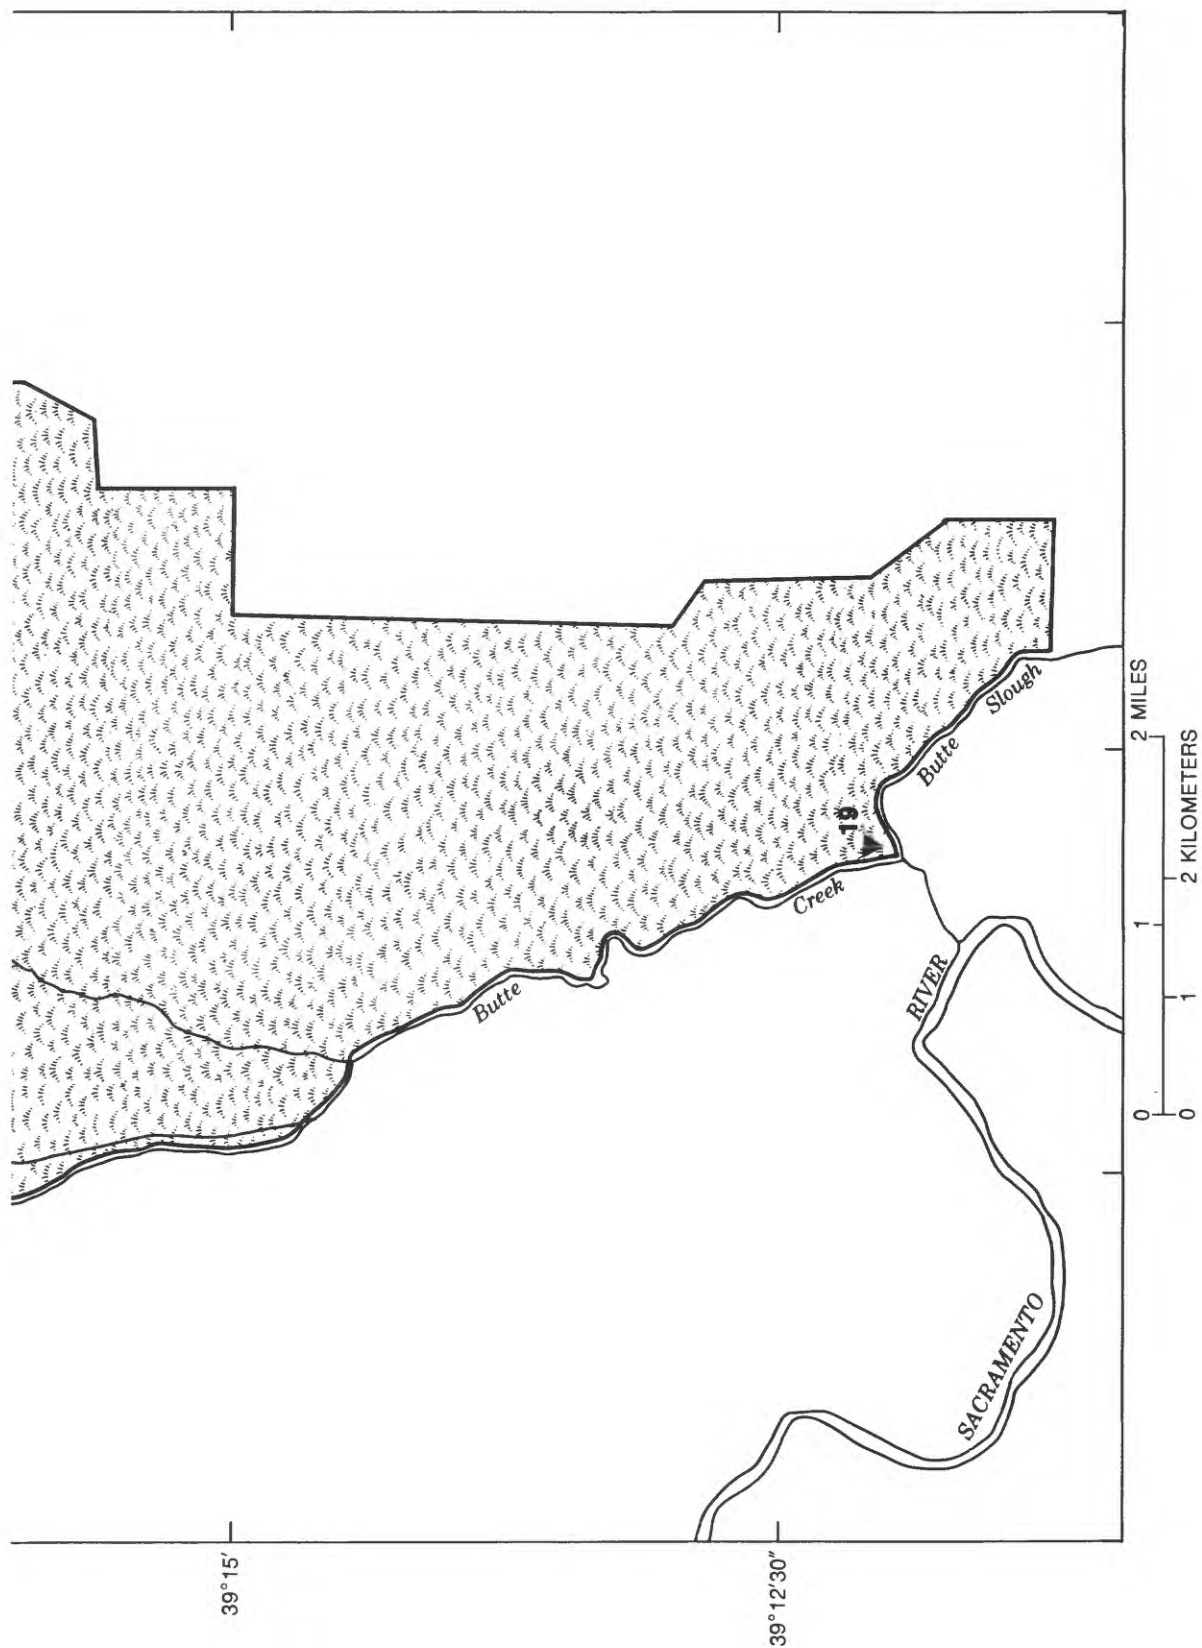 39°15'
39°12'30"
Butte
Creek
19
Butte
Slough
RIVER
SACRAMENTO
0 1 2 MILES
0 1 2 KILOMETERS